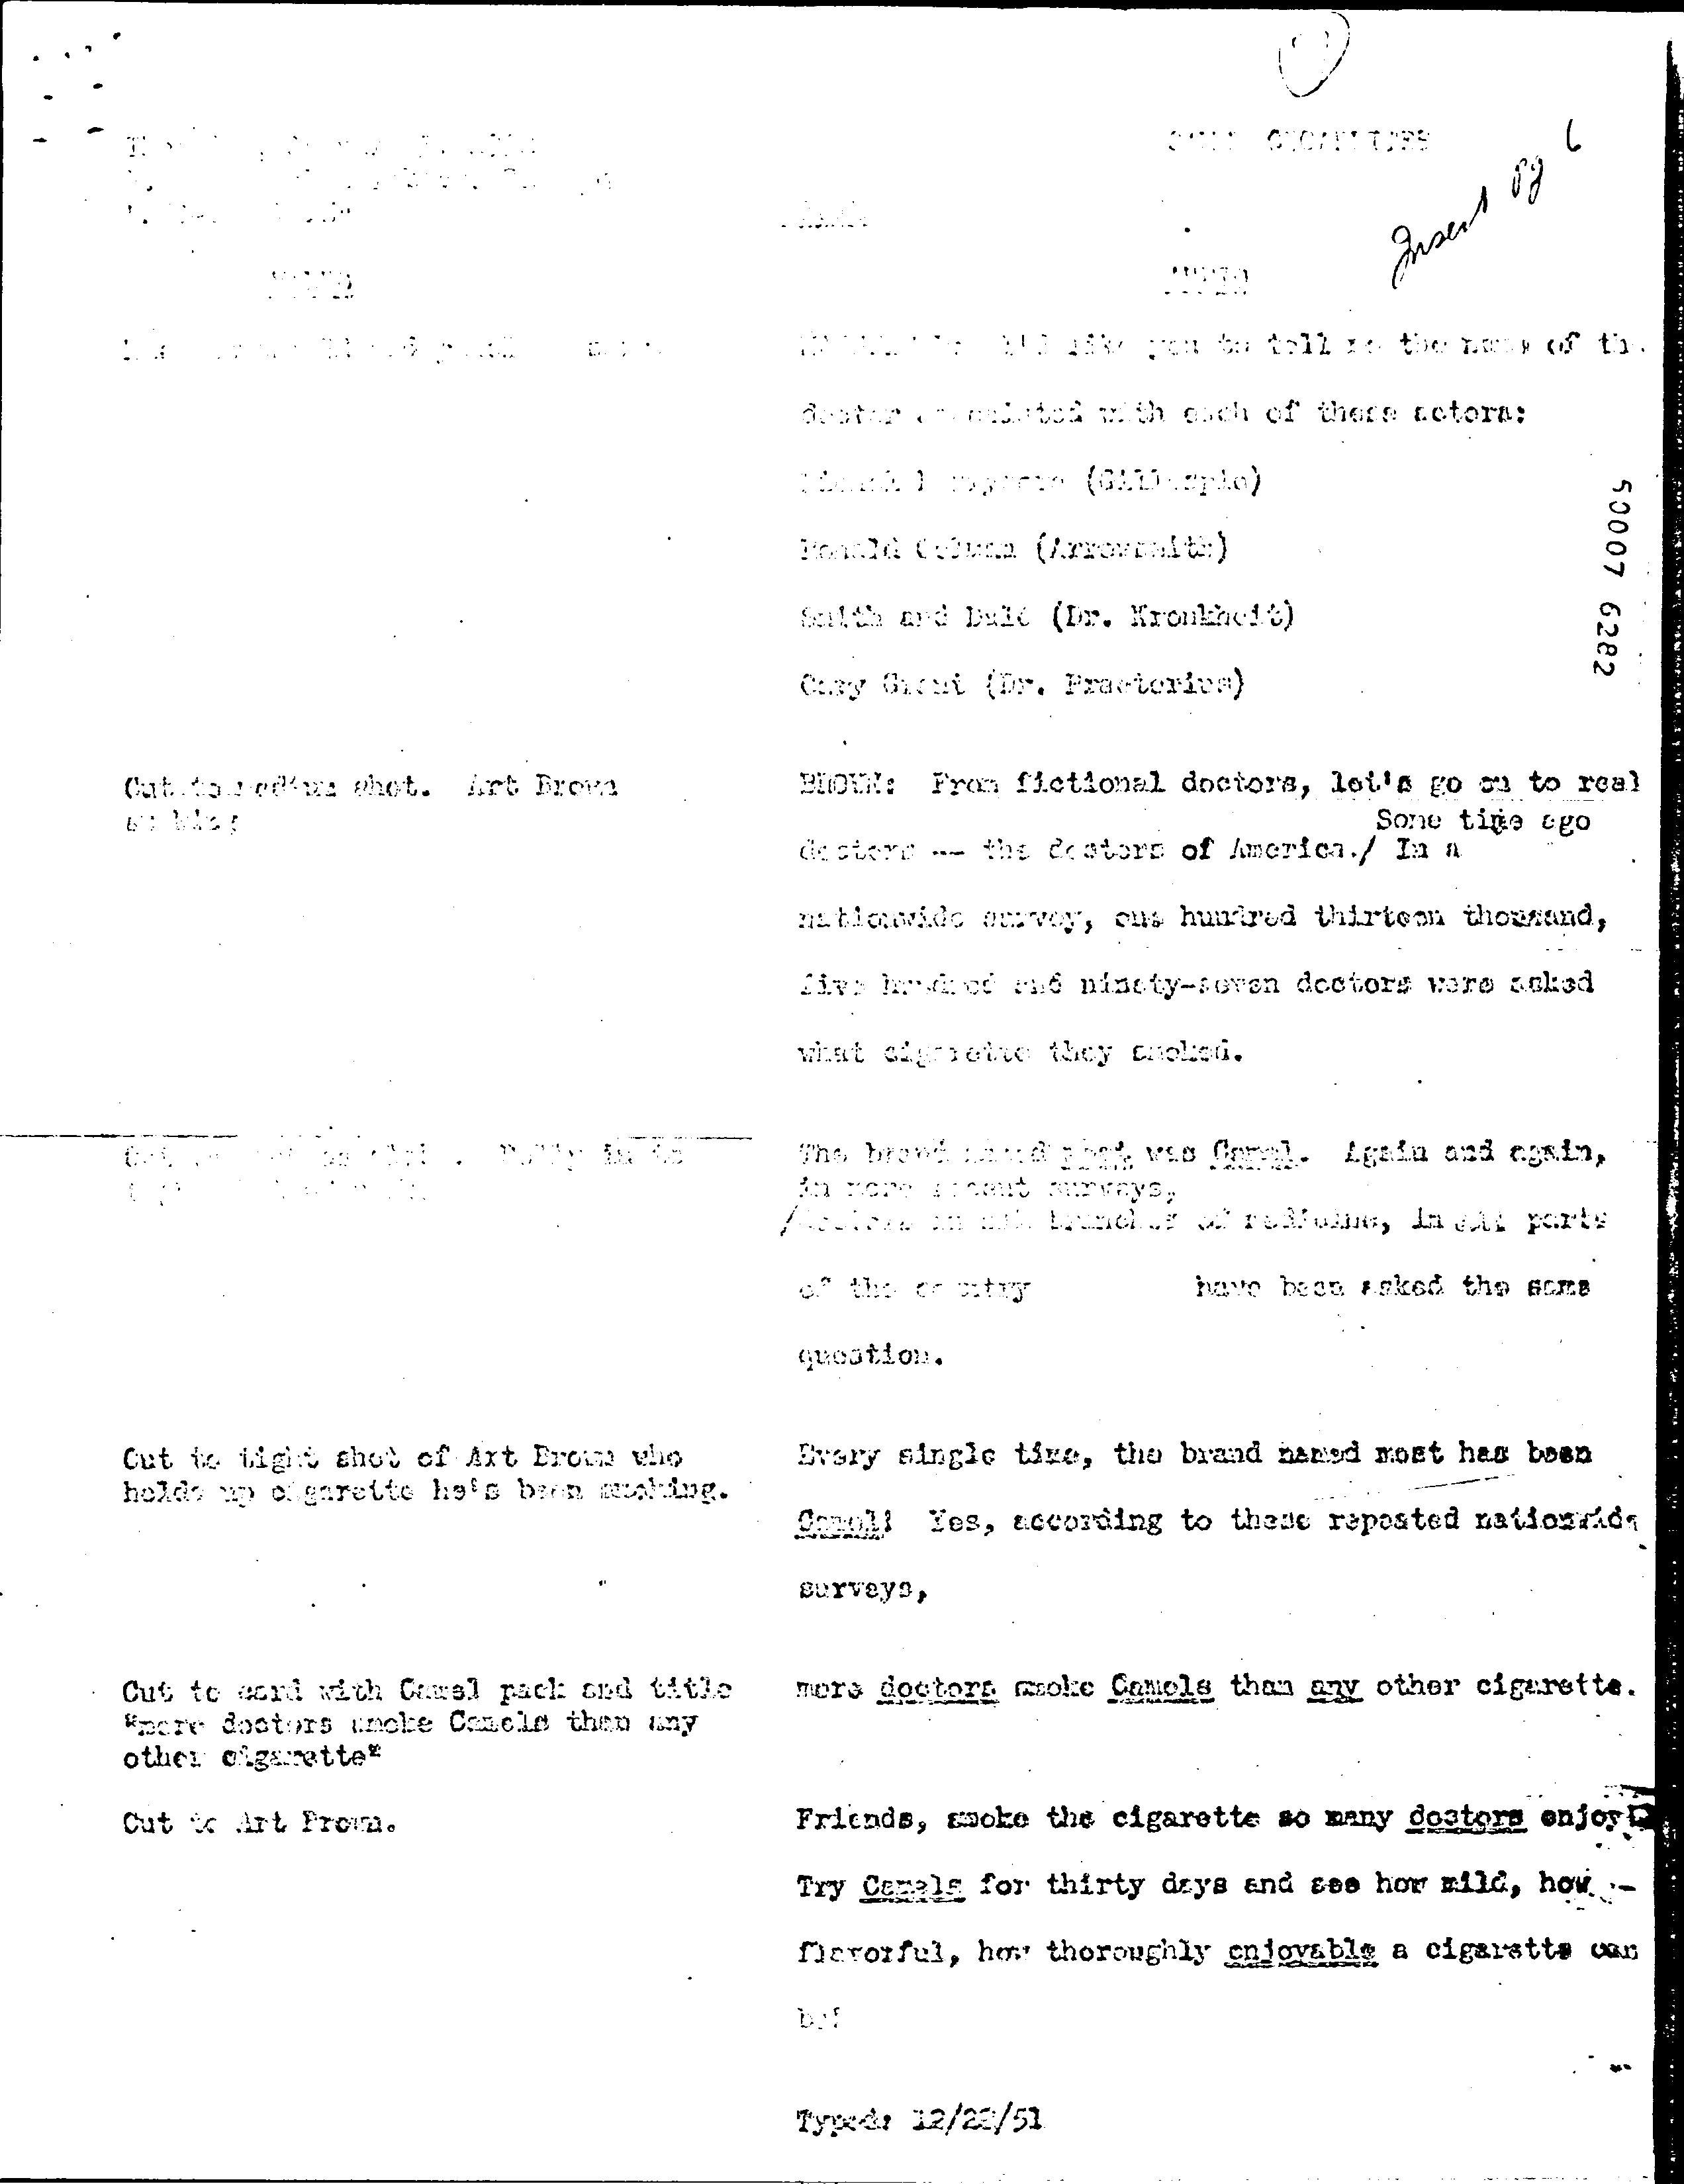 Insert pg 6
VIDEO
AUDIO
like you to tell me the name of the
doctor associated with each of these actors:
(Gillespie)
Ronald Colman (Arrowsmith)
Smith and Dale (Dr. Kronkheit)
Cary Grant (Dr. Praetorius)
50007 6282
Cut to medium shot. Art Brown
smoking
BROWN: From fictional doctors, let's go on to real
Some time ago
doctors -- the doctors of America./ In a
nationwide survey, one hundred thirteen thousand,
five hundred and ninety-seven doctors were asked
what cigarette they smoked.
Dolly in to
The brand named most was Camel. Again and again,
in more recent surveys,
/doctors in all branches of medicine, in all parts
of the country have been asked the same
question.
Cut to tight shot of Art Brown who
holds up cigarette he's been smoking.
Every single time, the brand named most has been
Camel! Yes, according to these repeated nationwide
surveys,
Cut to card with Camel pack and title
"more doctors smoke Camels than any
other cigarette"
more doctors smoke Camels than any other cigarette.
Cut to Art Brown.
Friends, smoke the cigarette so many doctors enjoy!
Try Camels for thirty days and see how mild, how
flavorful, how thoroughly enjoyable a cigarette can
be!
Typed: 12/22/51